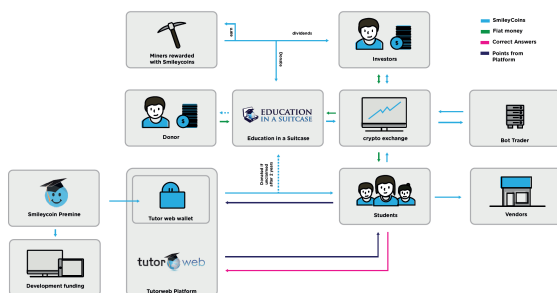 Miners rewarded
with Smileycoins
earn
dividends
Donates
Investors
SmileyCoins
Fiat money
Correct Answers
Points from
Platform
Donor
EDUCATION
IN A SUITCASE
Education in a Suitcase
crypto exchange
Bot Trader
Donated if
unclaimed
after 2 years
Smileycoin Premine
Tutor web wallet
Students
Vendors
Development funding
tutor web
Tutorweb Platform